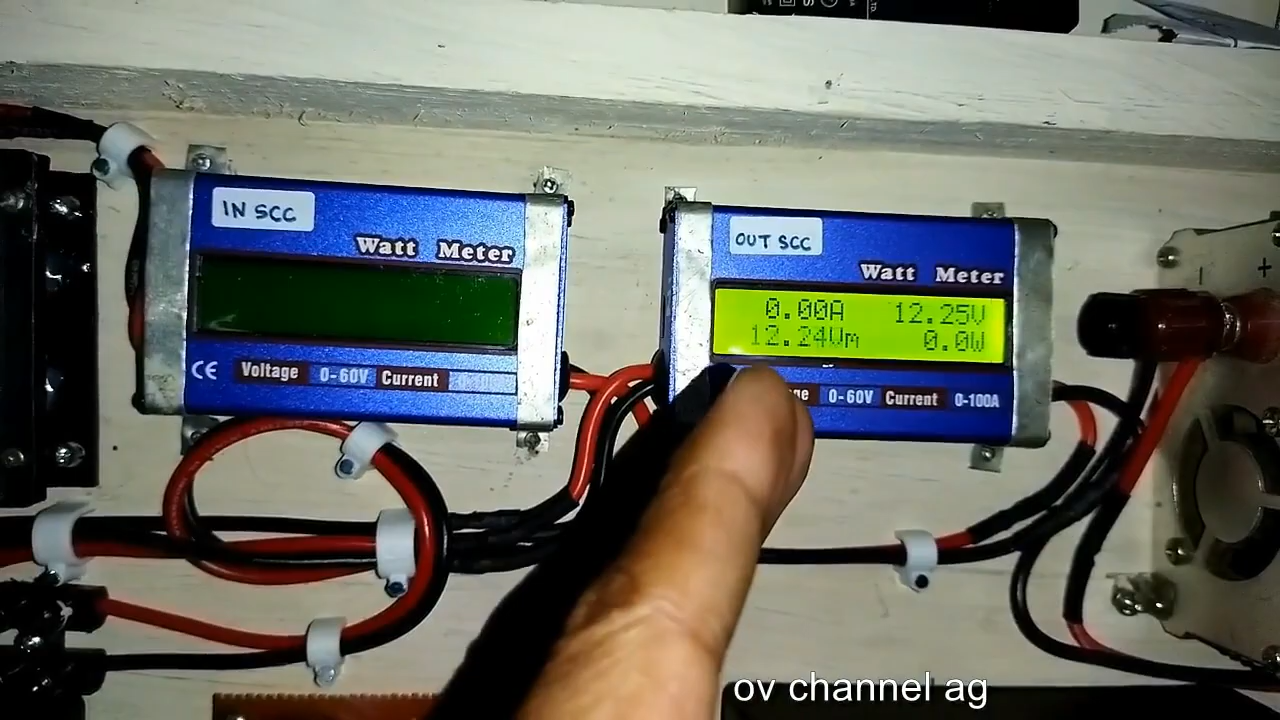 IN SCC
Watt Meter
CE Voltage 0-60V Current
OUT SCC
Watt Meter
0.00A 12.25V
12.24Vm 0.0W
0-60V Current 0-100A
- +
ov channel ag